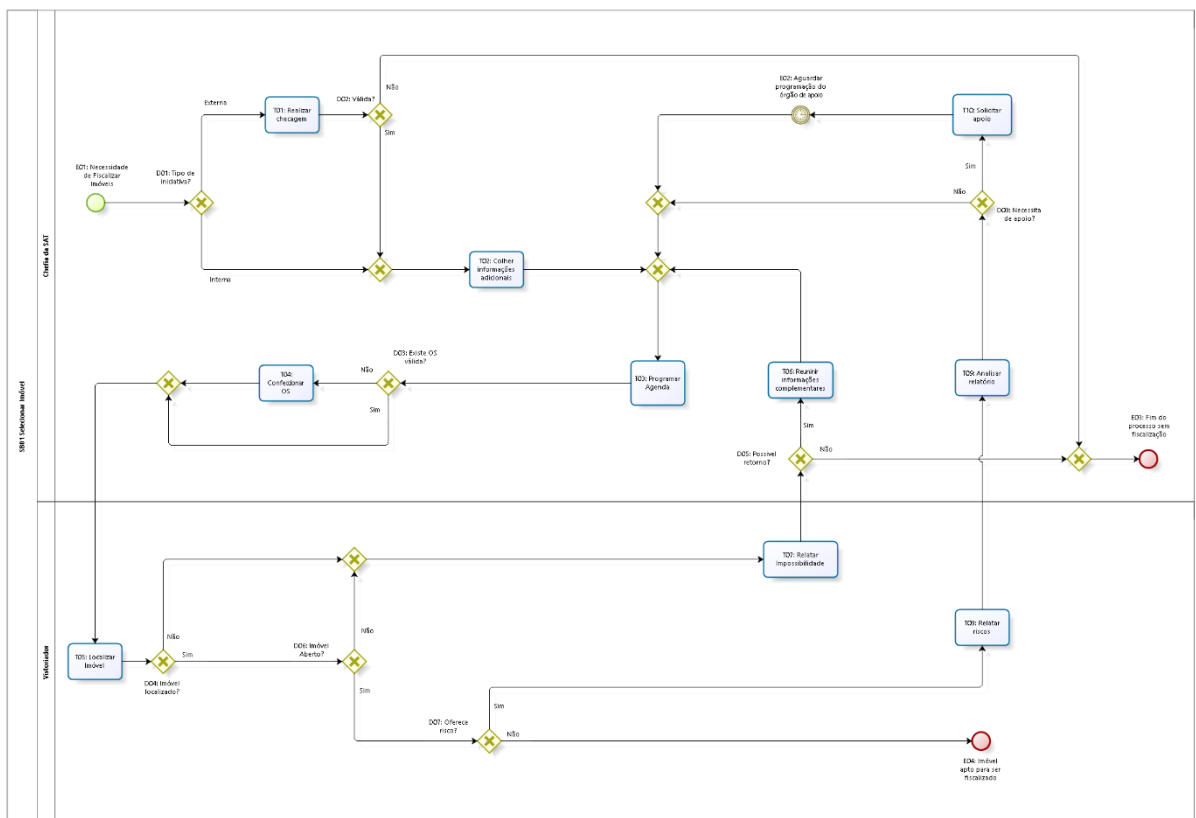 SB01 Selecionar Imóvel
Chefia da SAT
Vistoriador
E01: Necessidade
de Fiscalizar
Imóveis
D01: Tipo de
iniciativa?
Externa
Interna
T01: Realizar
checagem
D02: Válida?
Não
Sim
E02: Aguardar
programação do
órgão de apoio
T10: Solicitar
apoio
Sim
Não
D08: Necessita
de apoio?
T02: Colher
informações
adicionais
D03: Existe OS
válida?
Não
Sim
T04:
Confeccionar
OS
T03: Programar
Agenda
T06: Reuninir
informações
complementares
T09: Analisar
relatório
Sim
D05: Possível
retorno?
Não
E03: Fim do
processo sem
fiscalização
T07: Relatar
Impossibilidade
T05: Localizar
Imóvel
Não
Sim
D04: Imóvel
localizado?
D06: Imóvel
Aberto?
Não
Sim
T08: Relatar
riscos
D07: Oferece
risco?
Sim
Não
E04: Imóvel
apto para ser
fiscalizado